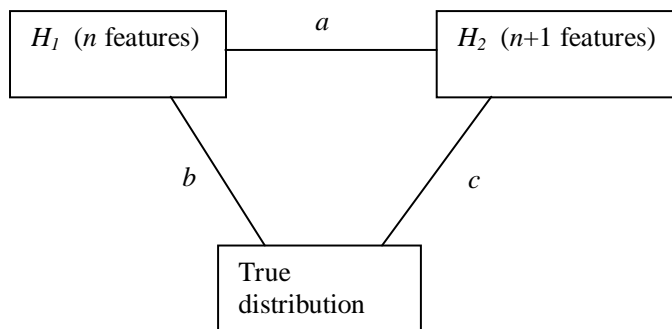 a
H1 (n features)
H2 (n+1 features)
b
c
True
distribution